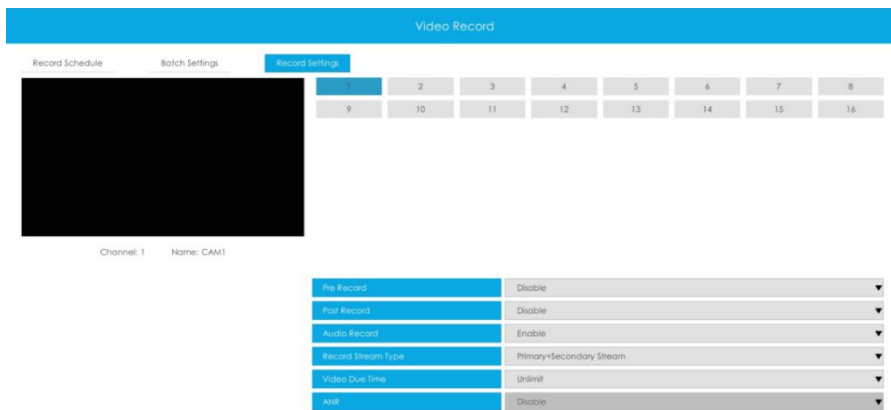 Video Record
Record Schedule Batch Settings Record Settings
1 2 3 4 5 6 7 8
9 10 11 12 13 14 15 16
Channel: 1 Name: CAM1
Pre Record Disable
Post Record Disable
Audio Record Enable
Record Stream Type Primary+Secondary Stream
Video Due Time Unlimit
ANR Disable